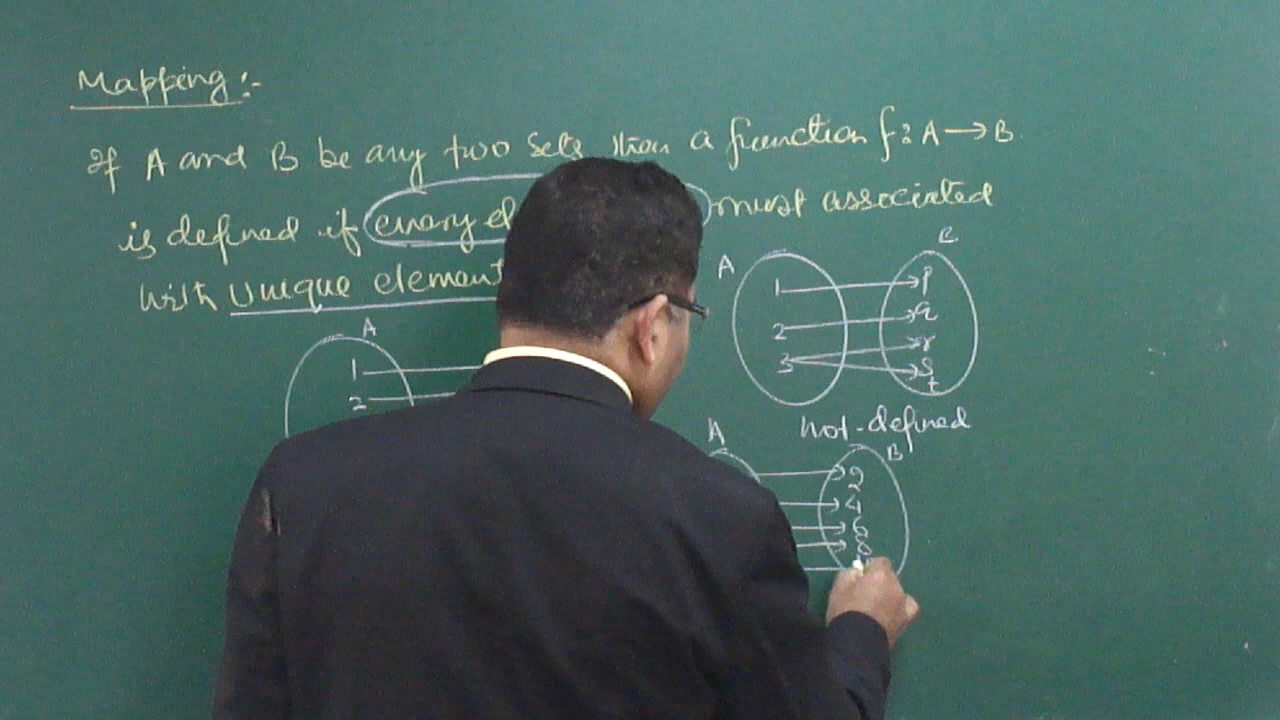 Mapping :-
If A and B be any two sets then a function f: A → B.
is defined if every el must associated
with unique element
A B
1 p
2 q
3 r
s
t
not-defined
A
1
2
A B
2
4
6
8